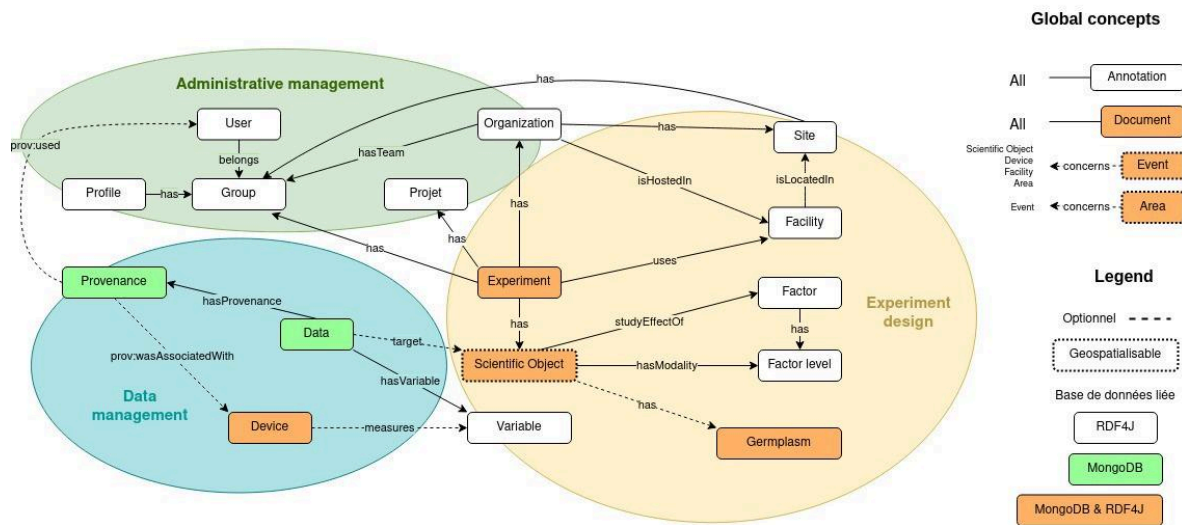 Global concepts
Administrative management
has
All
Annotation
User
Organization
has
Site
All
Document
prov:used
belongs
hasTeam
Scientific Object
Device
Facility
Area
concerns
Event
Profile
has
Group
Projet
isHostedIn
isLocatedIn
Event
concerns
Area
has
Facility
has
has
uses
Provenance
hasProvenance
Experiment
Factor
Experiment
design
Legend
Data
has
studyEffectOf
has
Optionnel
target
prov:wasAssociatedWith
Scientific Object
hasModality
Factor level
Geospatialisable
hasVariable
Data
management
has
Base de données liée
Device
measures
Variable
Germplasm
RDF4J
MongoDB
MongoDB & RDF4J